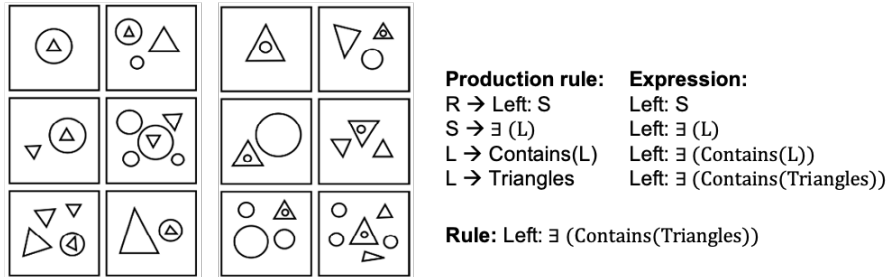 Production rule: Expression:
R → Left: S Left: S
S → ∃ (L) Left: ∃ (L)
L → Contains(L) Left: ∃ (Contains(L))
L → Triangles Left: ∃ (Contains(Triangles))
Rule: Left: ∃ (Contains(Triangles))